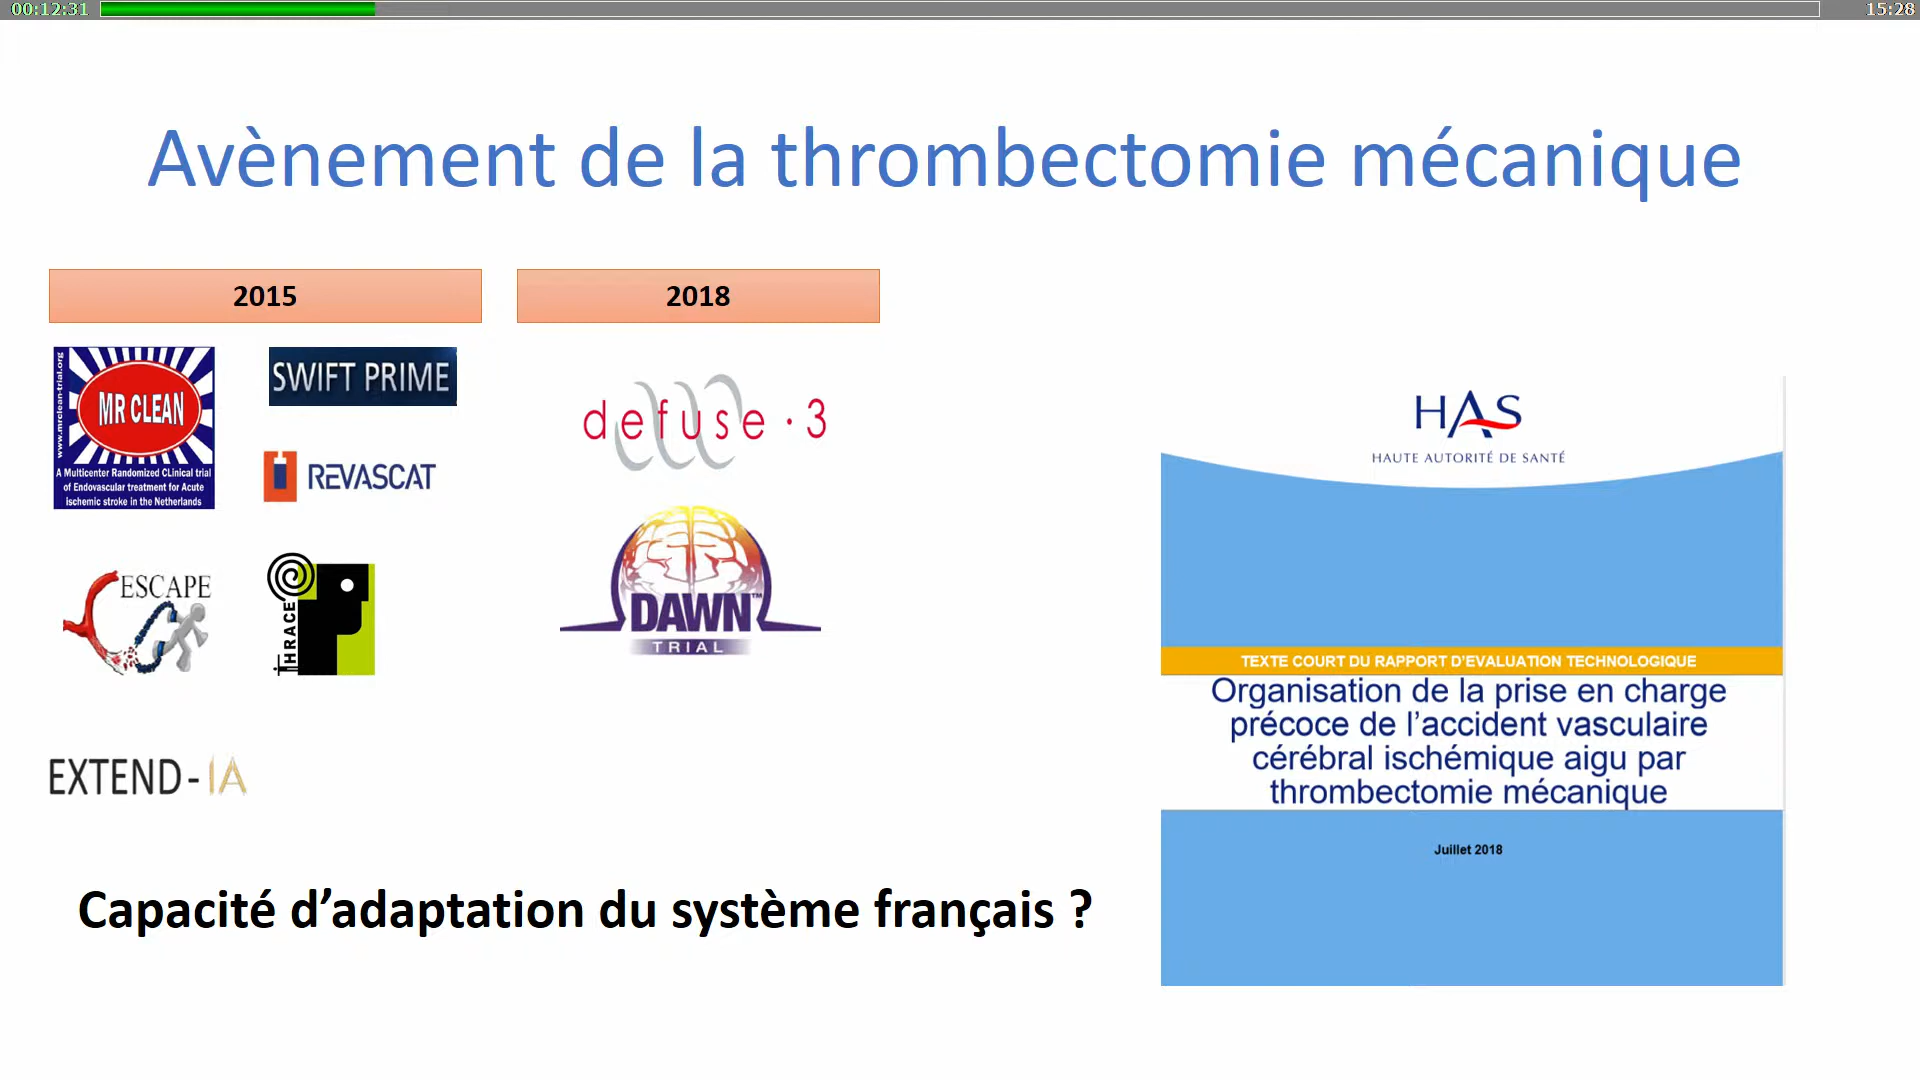 00:12:31
15:28
Avènement de la thrombectomie mécanique
2015
2018
www.mrclean-trial.org
MR CLEAN
A Multicenter Randomized CLinical trial
of Endovascular treatment for Acute
ischemic stroke in the Netherlands
SWIFT PRIME
REVASCAT
ESCAPE
THRACE
EXTEND-IA
defuse·3
DAWN™
TRIAL
HAS
HAUTE AUTORITÉ DE SANTÉ
TEXTE COURT DU RAPPORT D'EVALUATION TECHNOLOGIQUE
Organisation de la prise en charge
précoce de l'accident vasculaire
cérébral ischémique aigu par
thrombectomie mécanique
Juillet 2018
Capacité d'adaptation du système français ?